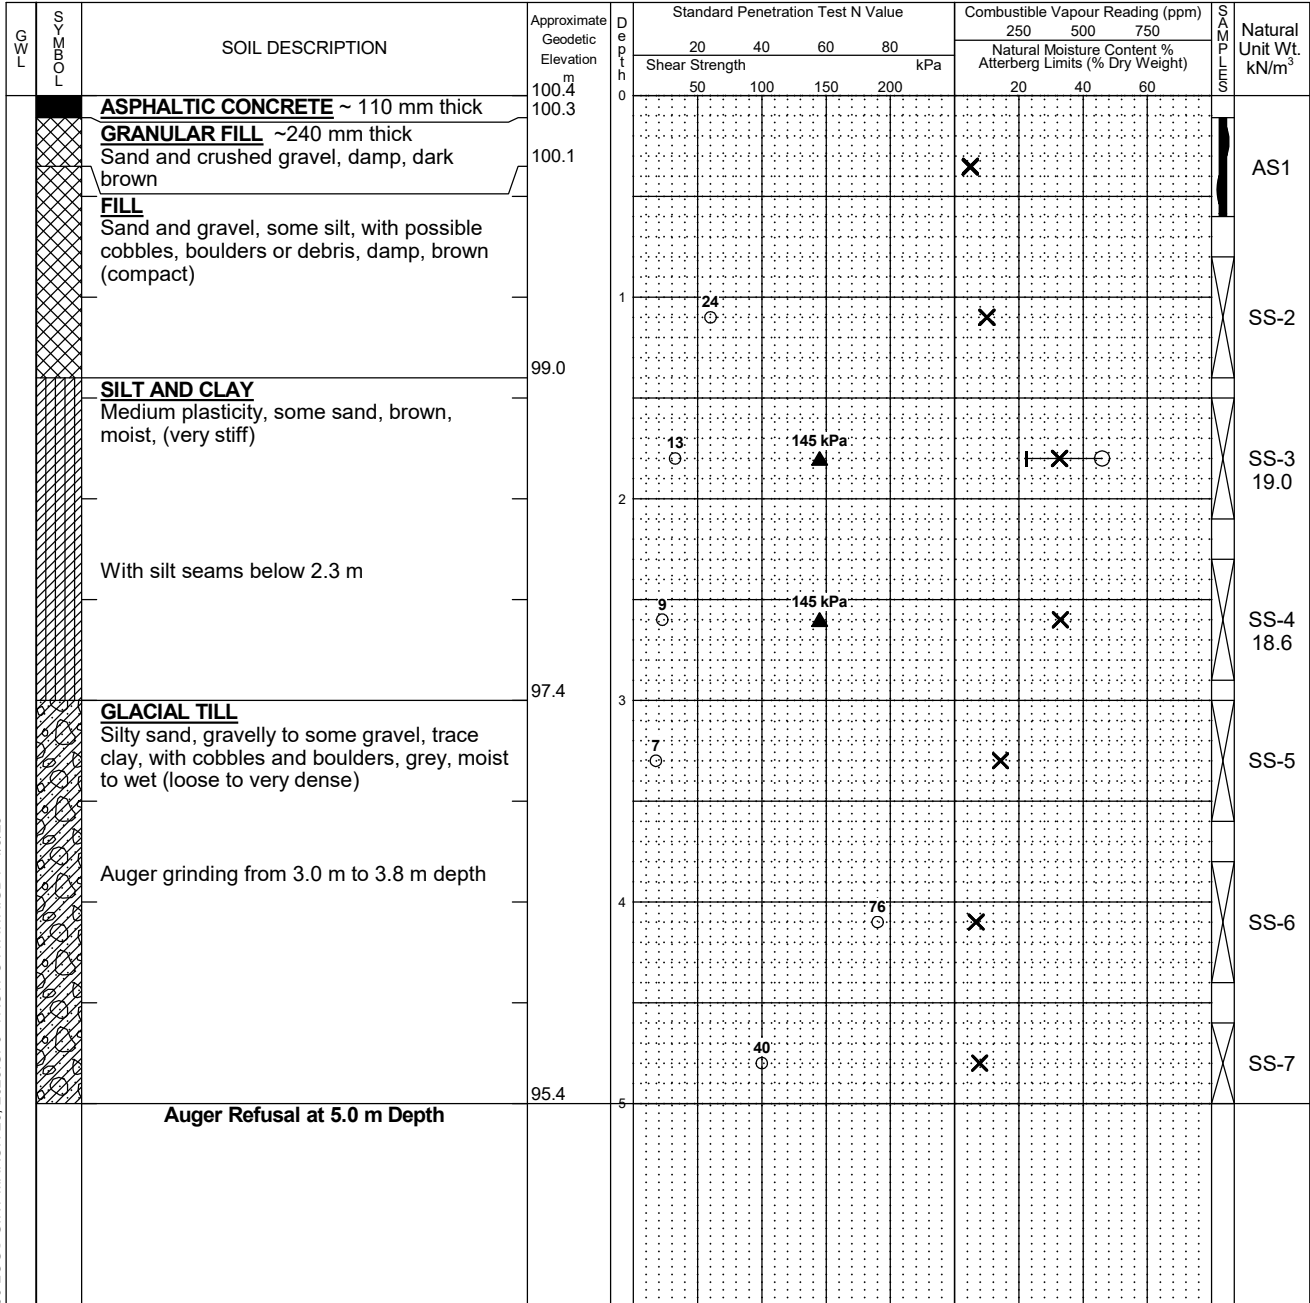 GWL
SYMBOL
SOIL DESCRIPTION
Approximate
Geodetic
Elevation
m
Depth
Standard Penetration Test N Value
20 40 60 80
Shear Strength kPa
50 100 150 200
Combustible Vapour Reading (ppm)
250 500 750
Natural Moisture Content %
Atterberg Limits (% Dry Weight)
20 40 60
SAMPLES
Natural
Unit Wt.
kN/m³
100.4
0
ASPHALTIC CONCRETE ~ 110 mm thick
100.3
GRANULAR FILL ~240 mm thick
Sand and crushed gravel, damp, dark
brown
100.1
AS1
FILL
Sand and gravel, some silt, with possible
cobbles, boulders or debris, damp, brown
(compact)
1
24
SS-2
99.0
SILT AND CLAY
Medium plasticity, some sand, brown,
moist, (very stiff)
13
145 kPa
SS-3
19.0
2
With silt seams below 2.3 m
9
145 kPa
SS-4
18.6
97.4
3
GLACIAL TILL
Silty sand, gravelly to some gravel, trace
clay, with cobbles and boulders, grey, moist
to wet (loose to very dense)
7
SS-5
Auger grinding from 3.0 m to 3.8 m depth
4
76
SS-6
40
SS-7
95.4
5
Auger Refusal at 5.0 m Depth